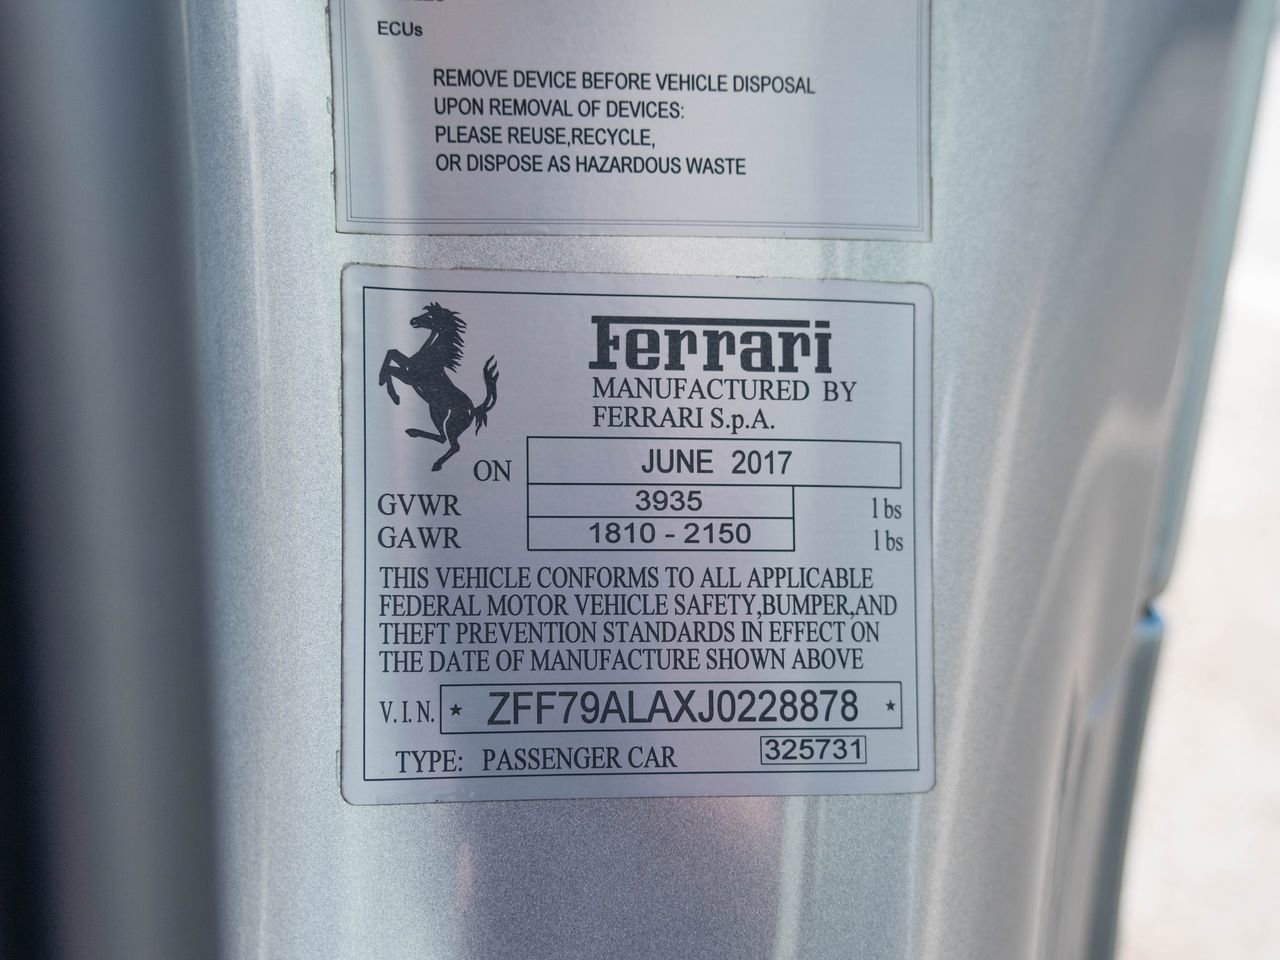 ECUs
REMOVE DEVICE BEFORE VEHICLE DISPOSAL
UPON REMOVAL OF DEVICES:
PLEASE REUSE,RECYCLE,
OR DISPOSE AS HAZARDOUS WASTE
Ferrari
MANUFACTURED BY
FERRARI S.p.A.
ON JUNE 2017
GVWR 3935 lbs
GAWR 1810 - 2150 lbs
THIS VEHICLE CONFORMS TO ALL APPLICABLE
FEDERAL MOTOR VEHICLE SAFETY,BUMPER,AND
THEFT PREVENTION STANDARDS IN EFFECT ON
THE DATE OF MANUFACTURE SHOWN ABOVE
V.I.N. * ZFF79ALAXJ0228878 *
TYPE: PASSENGER CAR 325731